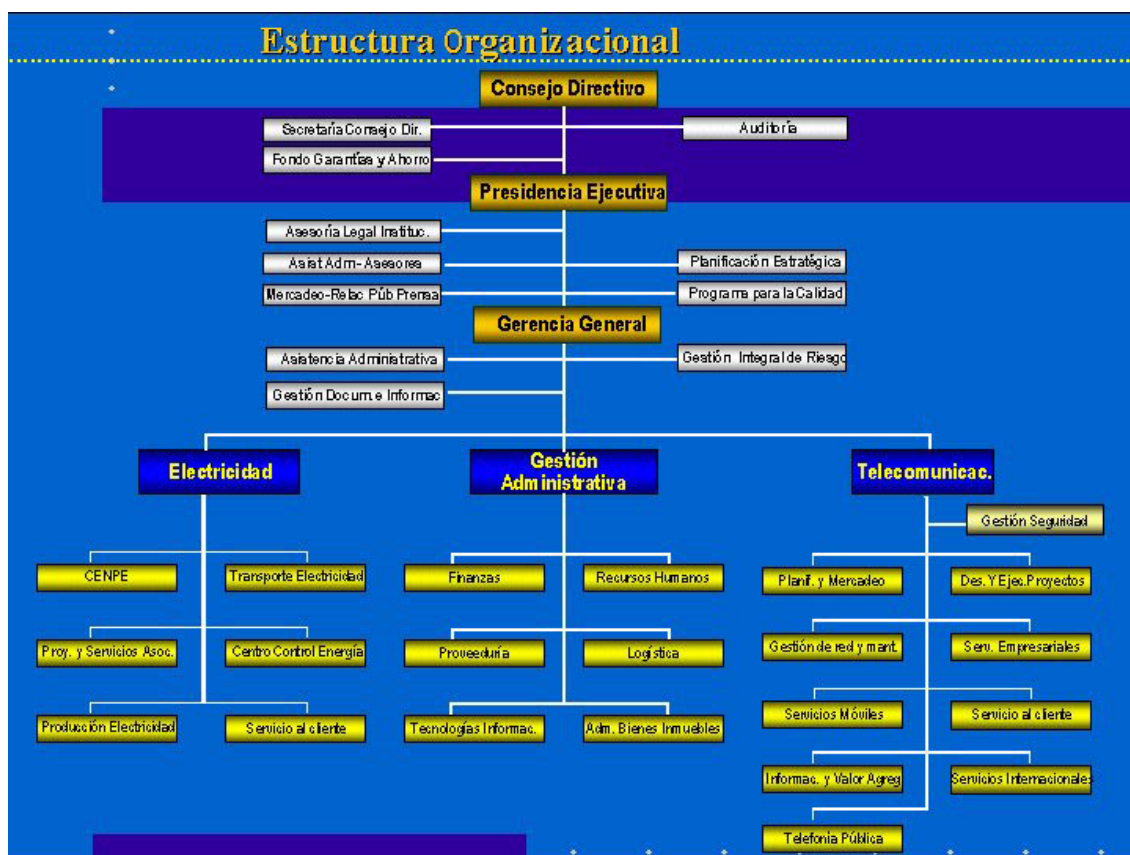 Estructura Organizacional
Consejo Directivo
Secretaría Consejo Dir.
Auditoría
Fondo Garantías y Ahorro
Presidencia Ejecutiva
Asesoría Legal Instituc.
Asist Adm- Asesores
Planificación Estratégica
Mercadeo-Relac Púb Prensa
Programa para la Calidad
Gerencia General
Asistencia Administrativa
Gestión Integral de Riesgo
Gestión Docum e Informac
Electricidad
Gestión
Administrativa
Telecomunicac.
Gestión Seguridad
CENPE
Transporte Electricidad
Finanzas
Recursos Humanos
Planif. y Mercadeo
Des. Y Ejec.Proyectos
Proy. y Servicios Asoc.
Centro Control Energía
Proveeduría
Logística
Gestión de red y mant.
Serv. Empresariales
Producción Electricidad
Servicio al cliente
Tecnologías Informac.
Adm. Bienes Inmuebles
Servicios Móviles
Servicio al cliente
Informac. y Valor Agreg
Servicios Internacionales
Telefonía Pública